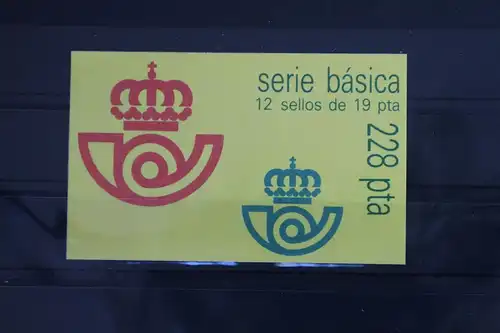 serie básica
12 sellos de 19 pta
228 pta